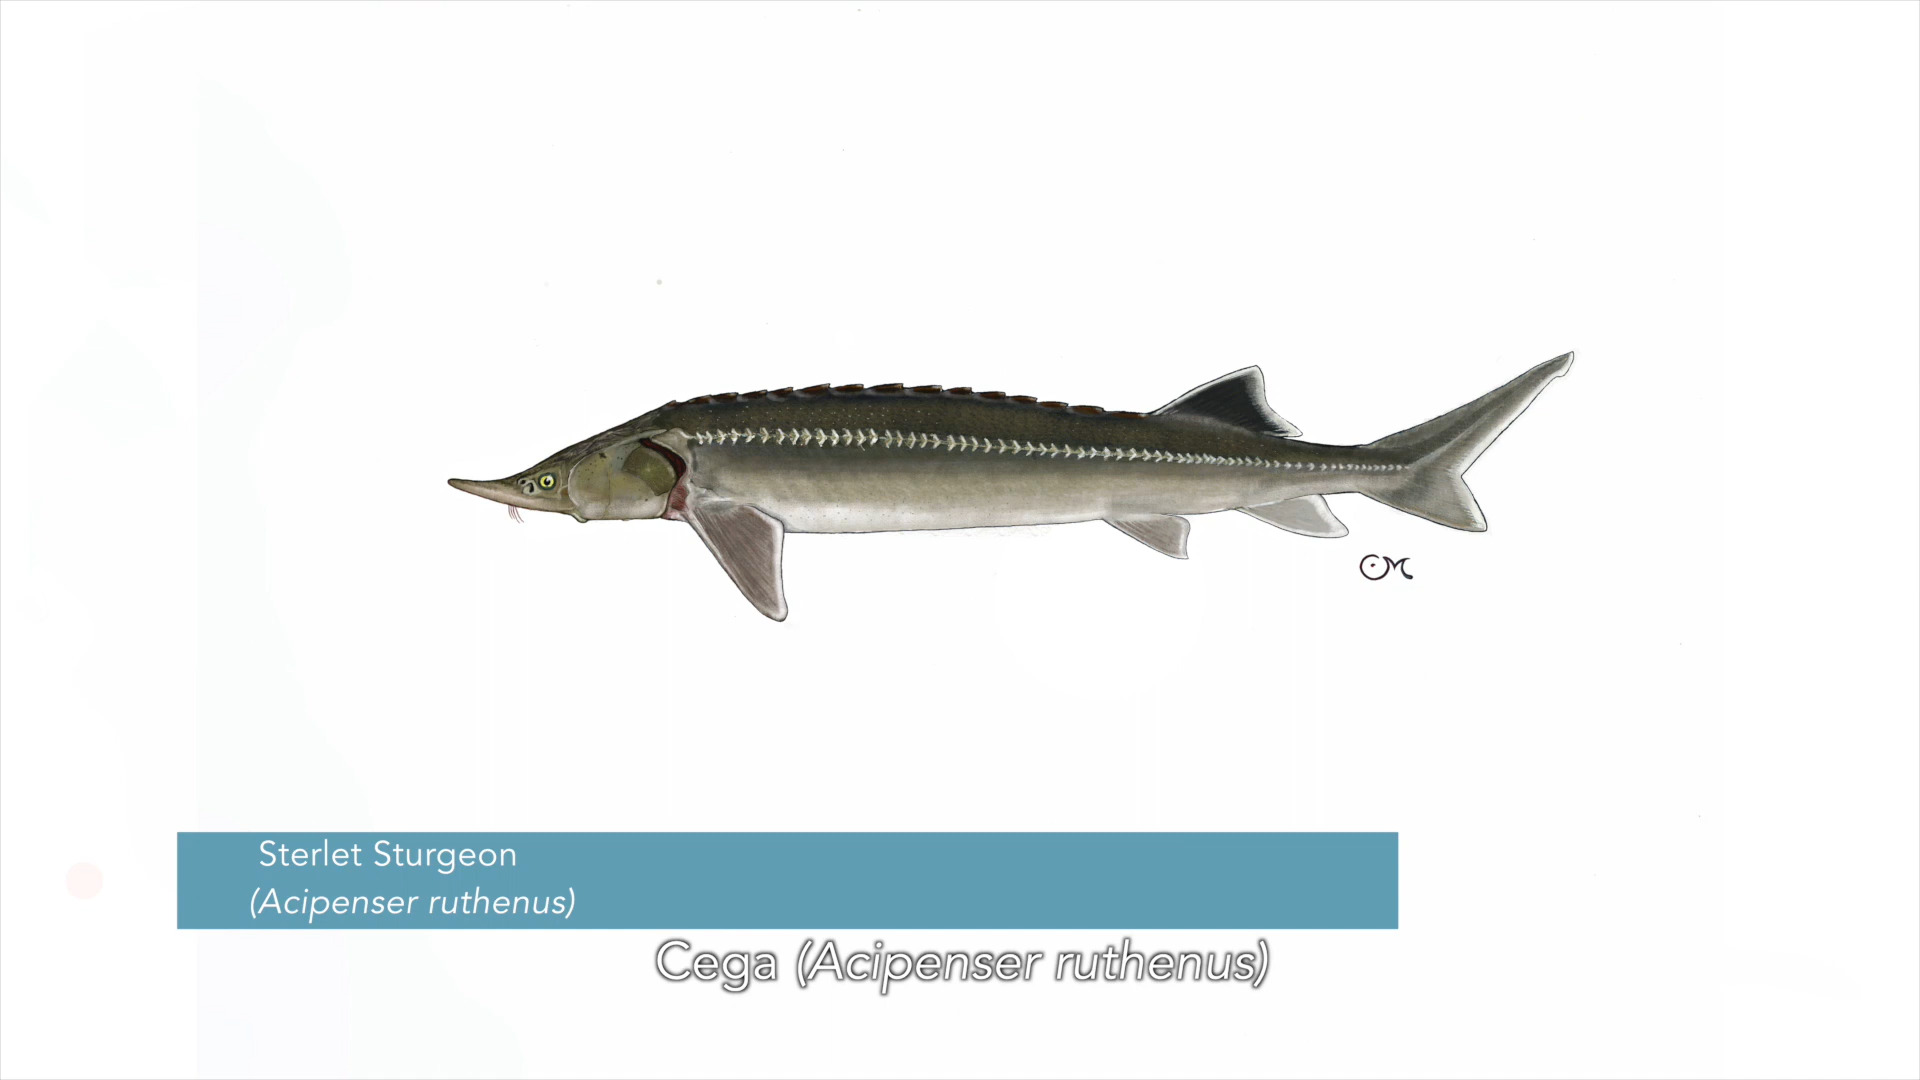 Sterlet Sturgeon
(Acipenser ruthenus)
Cega (Acipenser ruthenus)